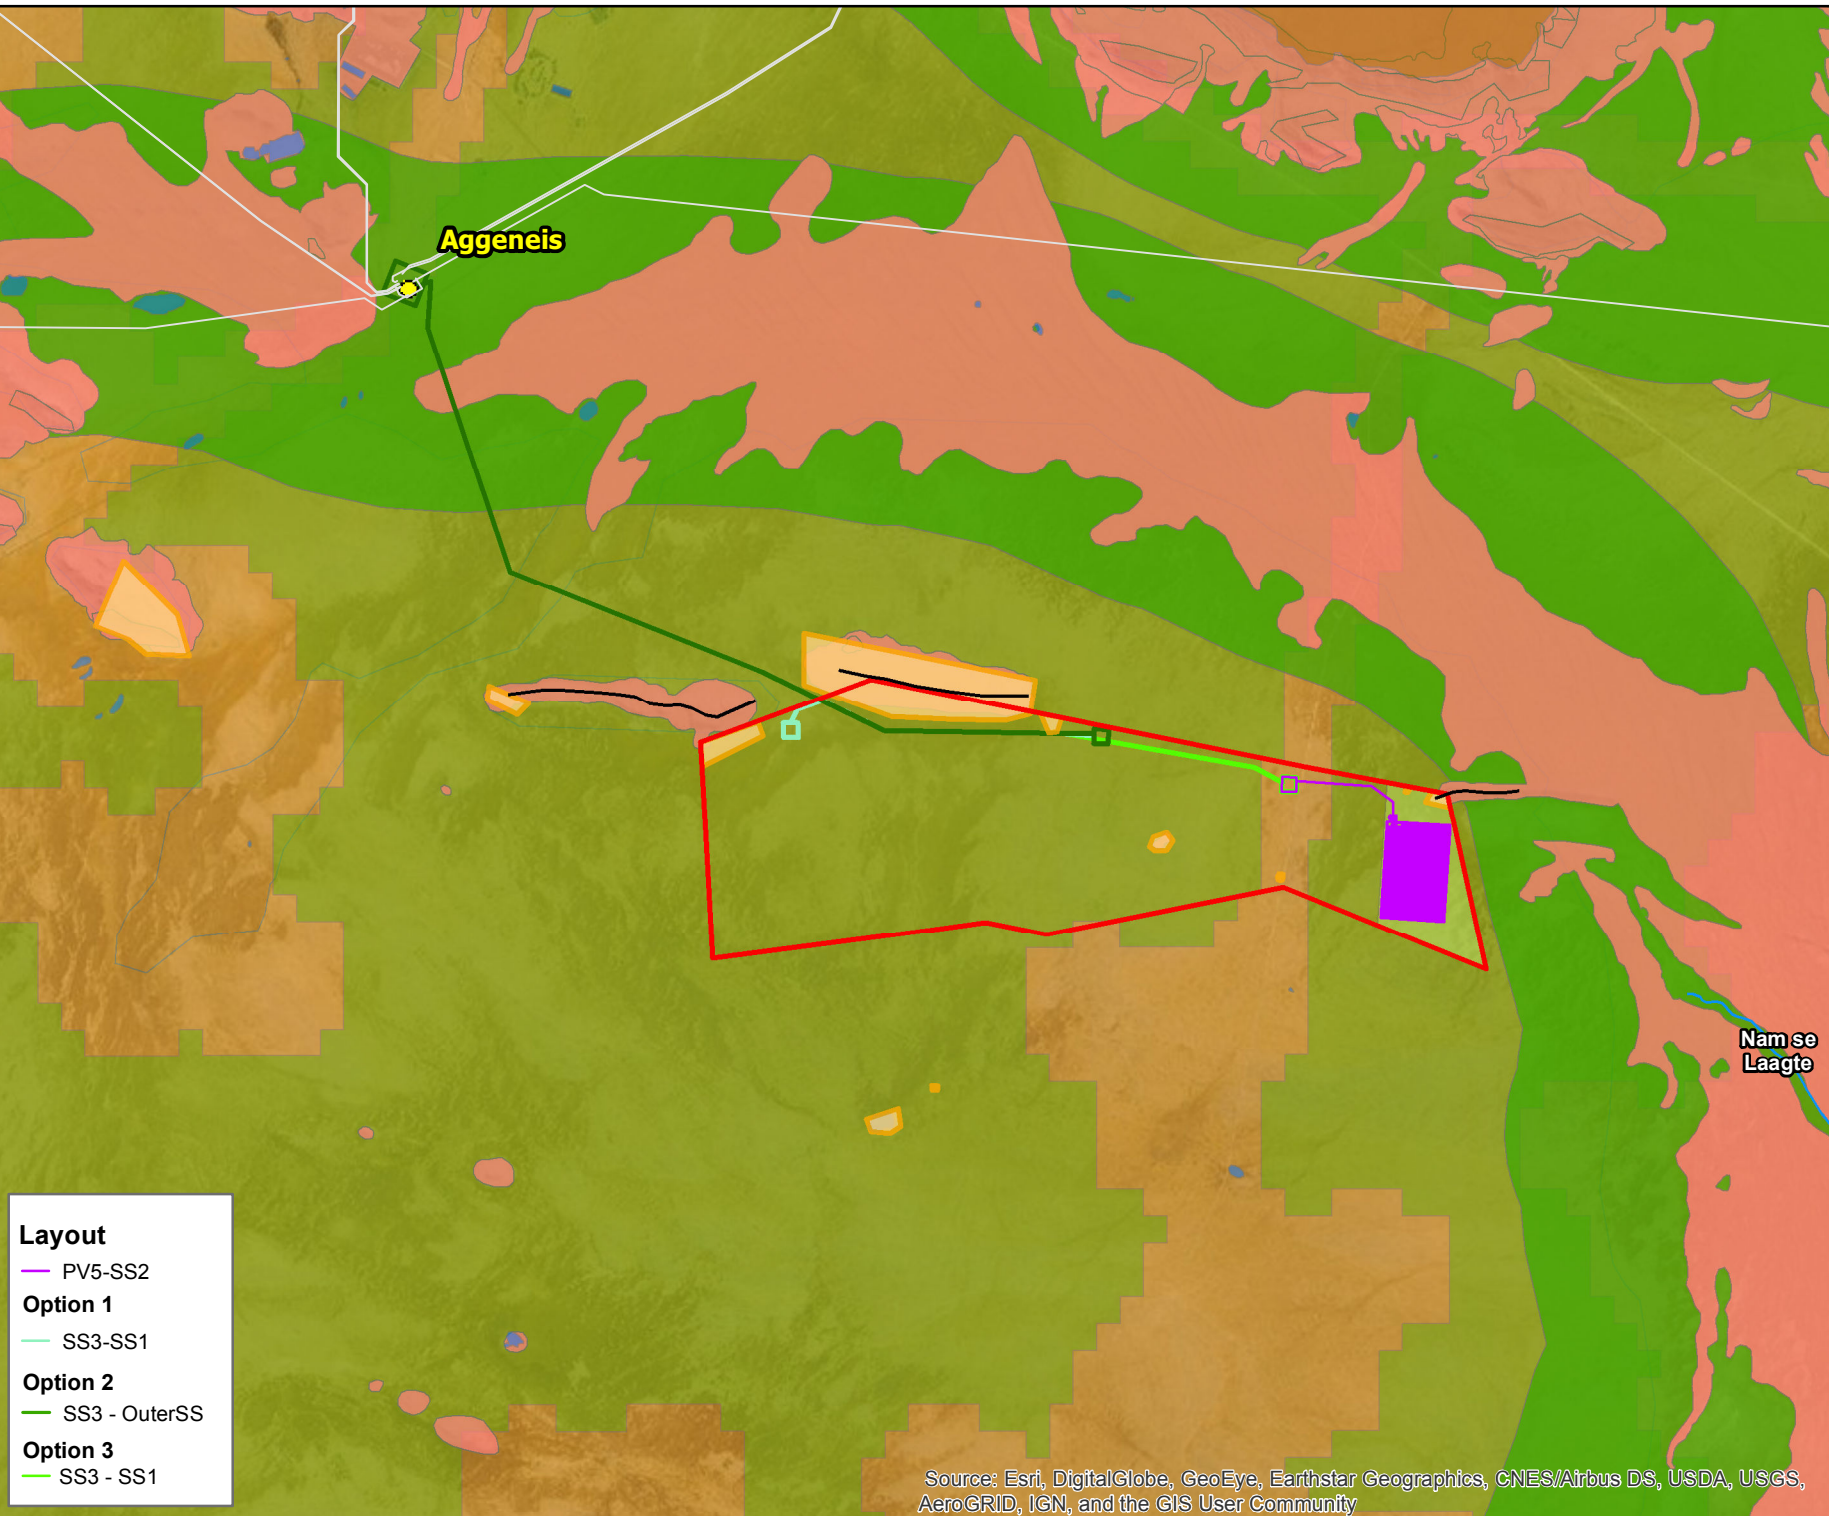 Aggeneis
Nam se
Laagte
Layout
PV5-SS2
Option 1
SS3-SS1
Option 2
SS3 - OuterSS
Option 3
SS3 - SS1
Source: Esri, DigitalGlobe, GeoEye, Earthstar Geographics, CNES/Airbus DS, USDA, USGS,
AeroGRID, IGN, and the GIS User Community